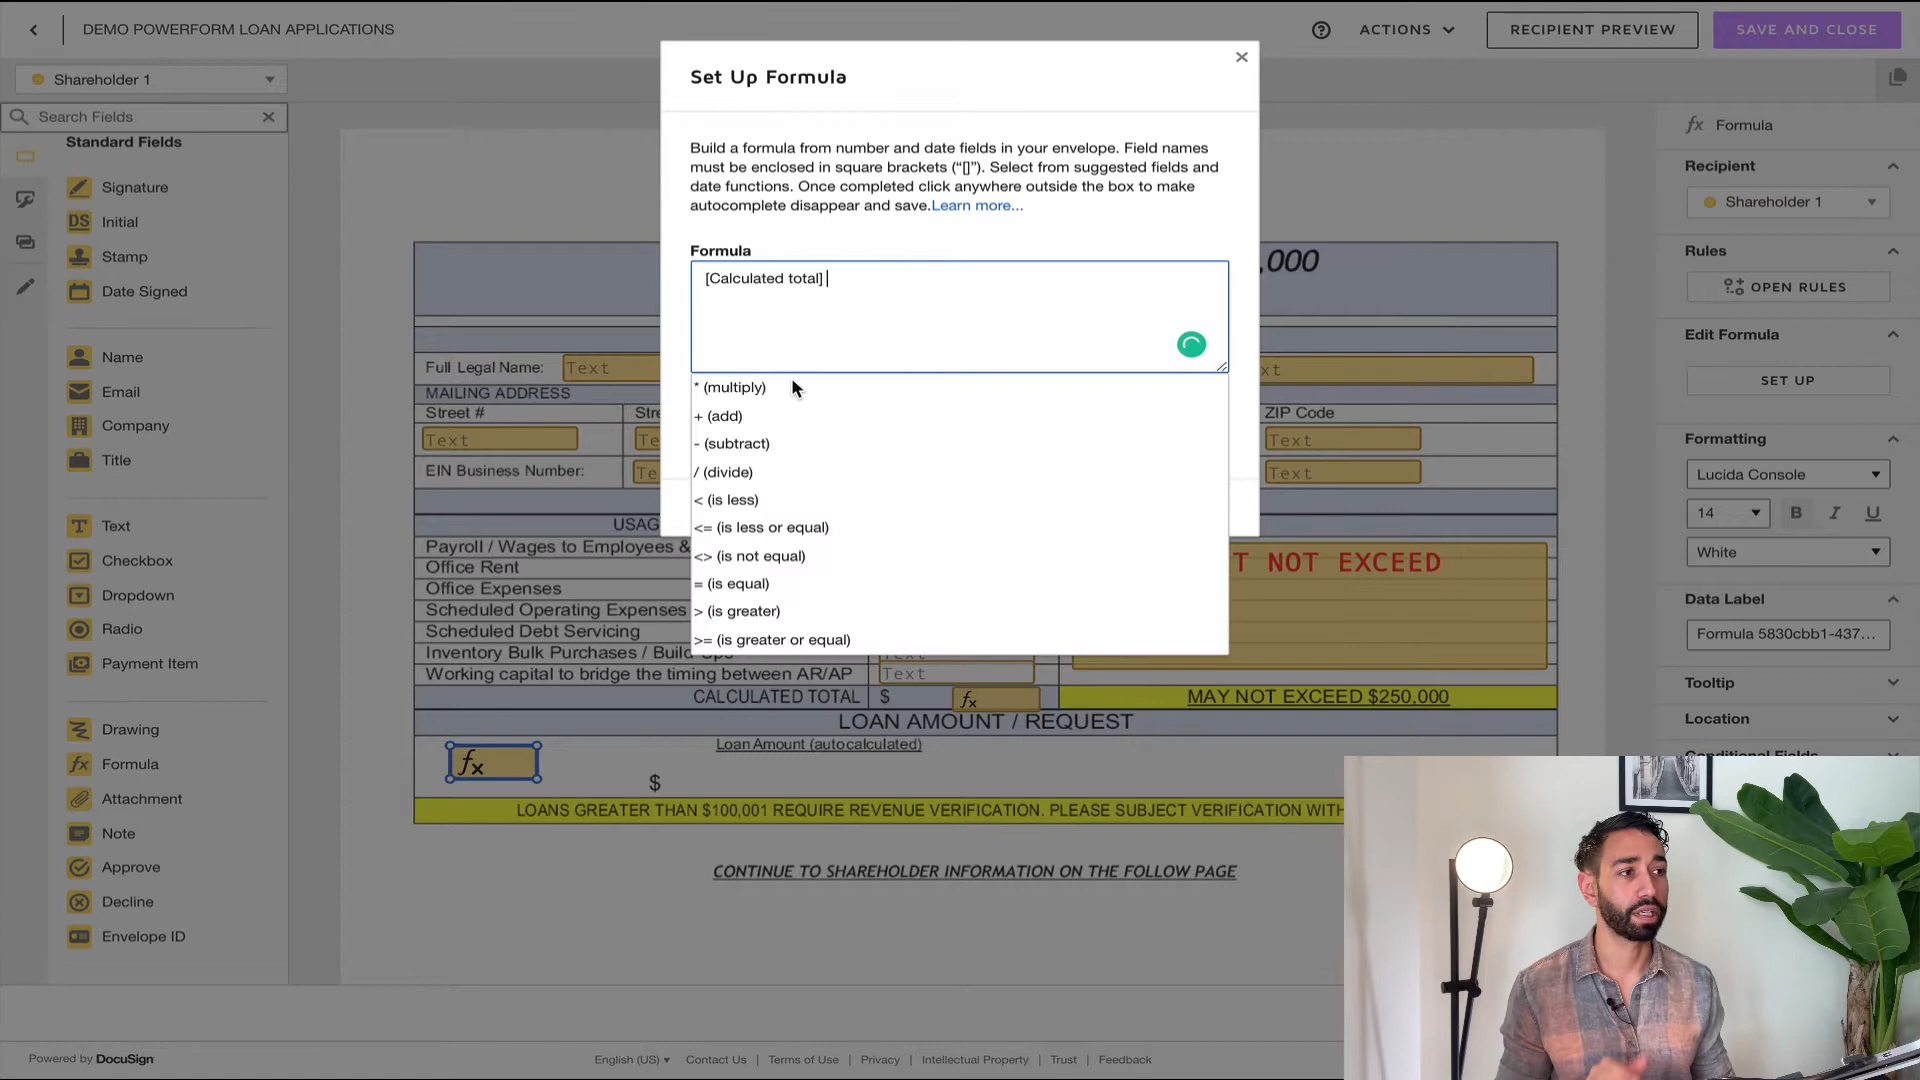 DEMO POWERFORM LOAN APPLICATIONS
ACTIONS
RECIPIENT PREVIEW
SAVE AND CLOSE
Shareholder 1
Search Fields
Standard Fields
Signature
DS Initial
Stamp
Date Signed
Name
Email
Company
Title
Text
Checkbox
Dropdown
Radio
Payment Item
Drawing
fx Formula
Attachment
Note
Approve
Decline
Envelope ID
Set Up Formula
Build a formula from number and date fields in your envelope. Field names
must be enclosed in square brackets (“[]”). Select from suggested fields and
date functions. Once completed click anywhere outside the box to make
autocomplete disappear and save.Learn more...
Formula
[Calculated total]
* (multiply)
+ (add)
- (subtract)
/ (divide)
< (is less)
<= (is less or equal)
<> (is not equal)
= (is equal)
> (is greater)
>= (is greater or equal)
,000
Full Legal Name: Text
MAILING ADDRESS
Street #
ZIP Code
Text
Text
EIN Business Number:
Text
USAG
Payroll / Wages to Employees &
Office Rent
Office Expenses
Scheduled Operating Expenses
Scheduled Debt Servicing
Inventory Bulk Purchases / Build
Working capital to bridge the timing between AR/AP Text
T NOT EXCEED
CALCULATED TOTAL $ fx MAY NOT EXCEED $250,000
LOAN AMOUNT / REQUEST
Loan Amount (autocalculated)
fx
$
LOANS GREATER THAN $100,001 REQUIRE REVENUE VERIFICATION. PLEASE SUBJECT VERIFICATION WITH
CONTINUE TO SHAREHOLDER INFORMATION ON THE FOLLOW PAGE
fx Formula
Recipient
Shareholder 1
Rules
OPEN RULES
Edit Formula
SET UP
Formatting
Lucida Console
14 B I U
White
Data Label
Formula 5830cbb1-437...
Tooltip
Location
Conditional Fields
Powered by DocuSign
English (US) Contact Us | Terms of Use | Privacy | Intellectual Property | Trust | Feedback